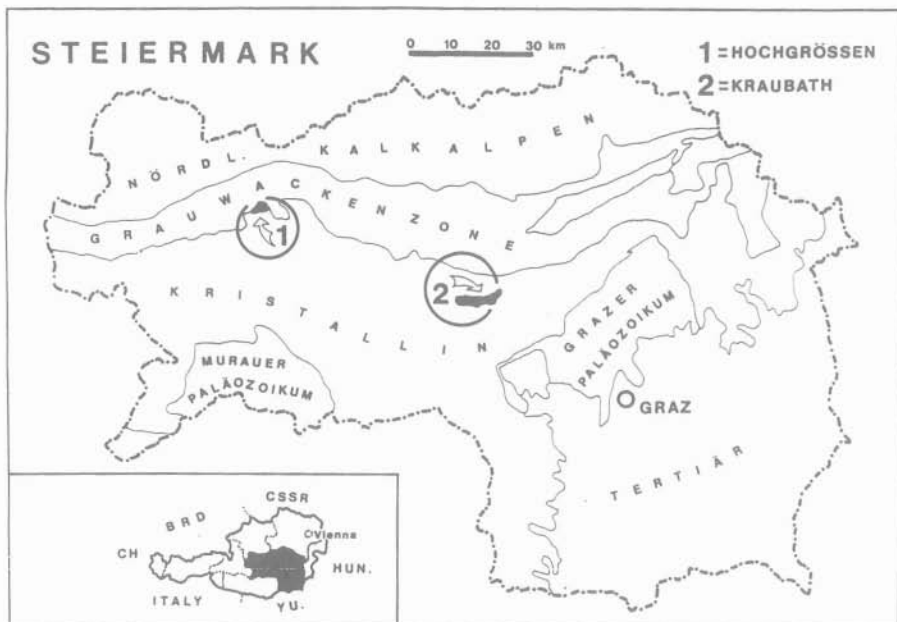 STEIERMARK
0 10 20 30 km
1=HOCHGRÖSSEN
2=KRAUBATH
NÖRDL. KALKALPEN
GRAUWACKENZONE
1
2
KRISTALLIN
GRAZER
PALÄOZOIKUM
MURAUER
PALÄOZOIKUM
GRAZ
TERTIÄR
CSSR
BRD
Vienna
CH
HUN.
ITALY
YU.